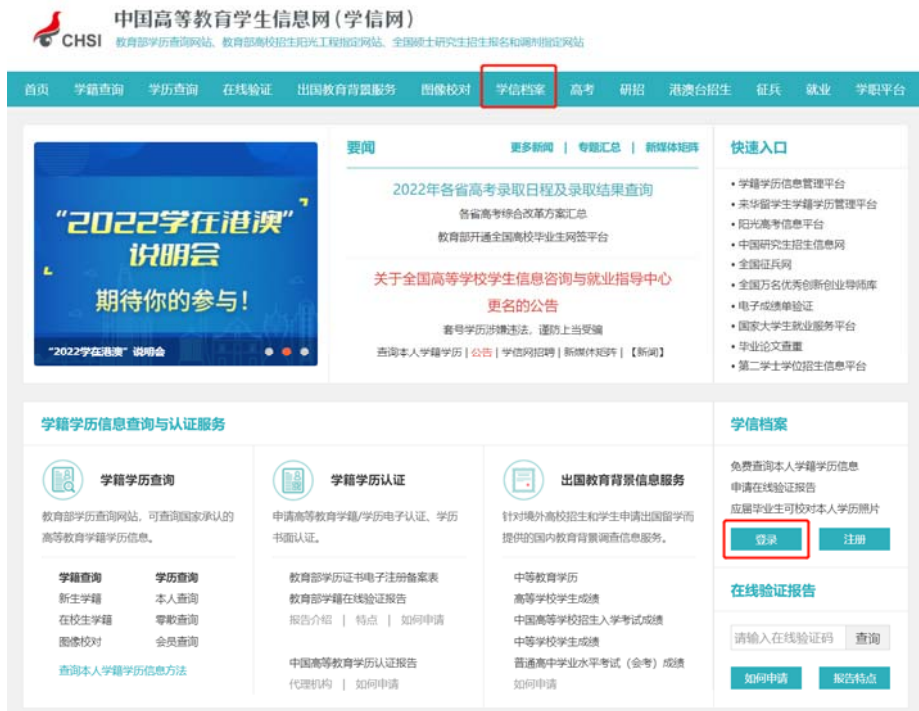 中国高等教育学生信息网(学信网)
CHSI 教育部学历查询网站、教育部高校招生阳光工程指定网站、全国硕士研究生招生报名和调剂指定网站
首页 学籍查询 学历查询 在线验证 出国教育背景服务 图像校对 学信档案 高考 研招 港澳台招生 征兵 就业 学职平台
“2022学在港澳”
说明会
期待你的参与!
“2022学在港澳” 说明会
要闻 更多新闻 | 专题汇总 | 新媒体矩阵
2022年各省高考录取日程及录取结果查询
各省高考综合改革方案汇总
教育部开通全国高校毕业生网签平台
关于全国高等学校学生信息咨询与就业指导中心
更名的公告
套号学历涉嫌违法,谨防上当受骗
查询本人学籍学历 | 公告 | 学信网招聘 | 新媒体矩阵 | 【新闻】
快速入口
• 学籍学历信息管理平台
• 来华留学生学籍学历管理平台
• 阳光高考信息平台
• 中国研究生招生信息网
• 全国征兵网
• 全国万名优秀创新创业导师库
• 电子成绩单验证
• 国家大学生就业服务平台
• 毕业论文查重
• 第二学士学位招生信息平台
学籍学历信息查询与认证服务
学籍学历查询
教育部学历查询网站,可查询国家承认的
高等教育学籍学历信息。
学籍查询 学历查询
新生学籍 本人查询
在校生学籍 零散查询
图像校对 会员查询
查询本人学籍学历信息方法
学籍学历认证
申请高等教育学籍/学历电子认证、学历
书面认证。
教育部学历证书电子注册备案表
教育部学籍在线验证报告
报告介绍 | 特点 | 如何申请
中国高等教育学历认证报告
代理机构 | 如何申请
出国教育背景信息服务
针对境外高校招生和学生申请出国留学而
提供的国内教育背景调查信息服务。
中等教育学历
高等学校学生成绩
中国高等学校招生入学考试成绩
中等学校学生成绩
普通高中学业水平考试(会考)成绩
如何申请
学信档案
免费查询本人学籍学历信息
申请在线验证报告
应届毕业生可校对本人学历照片
登录 注册
在线验证报告
请输入在线验证码 查询
如何申请 报告特点